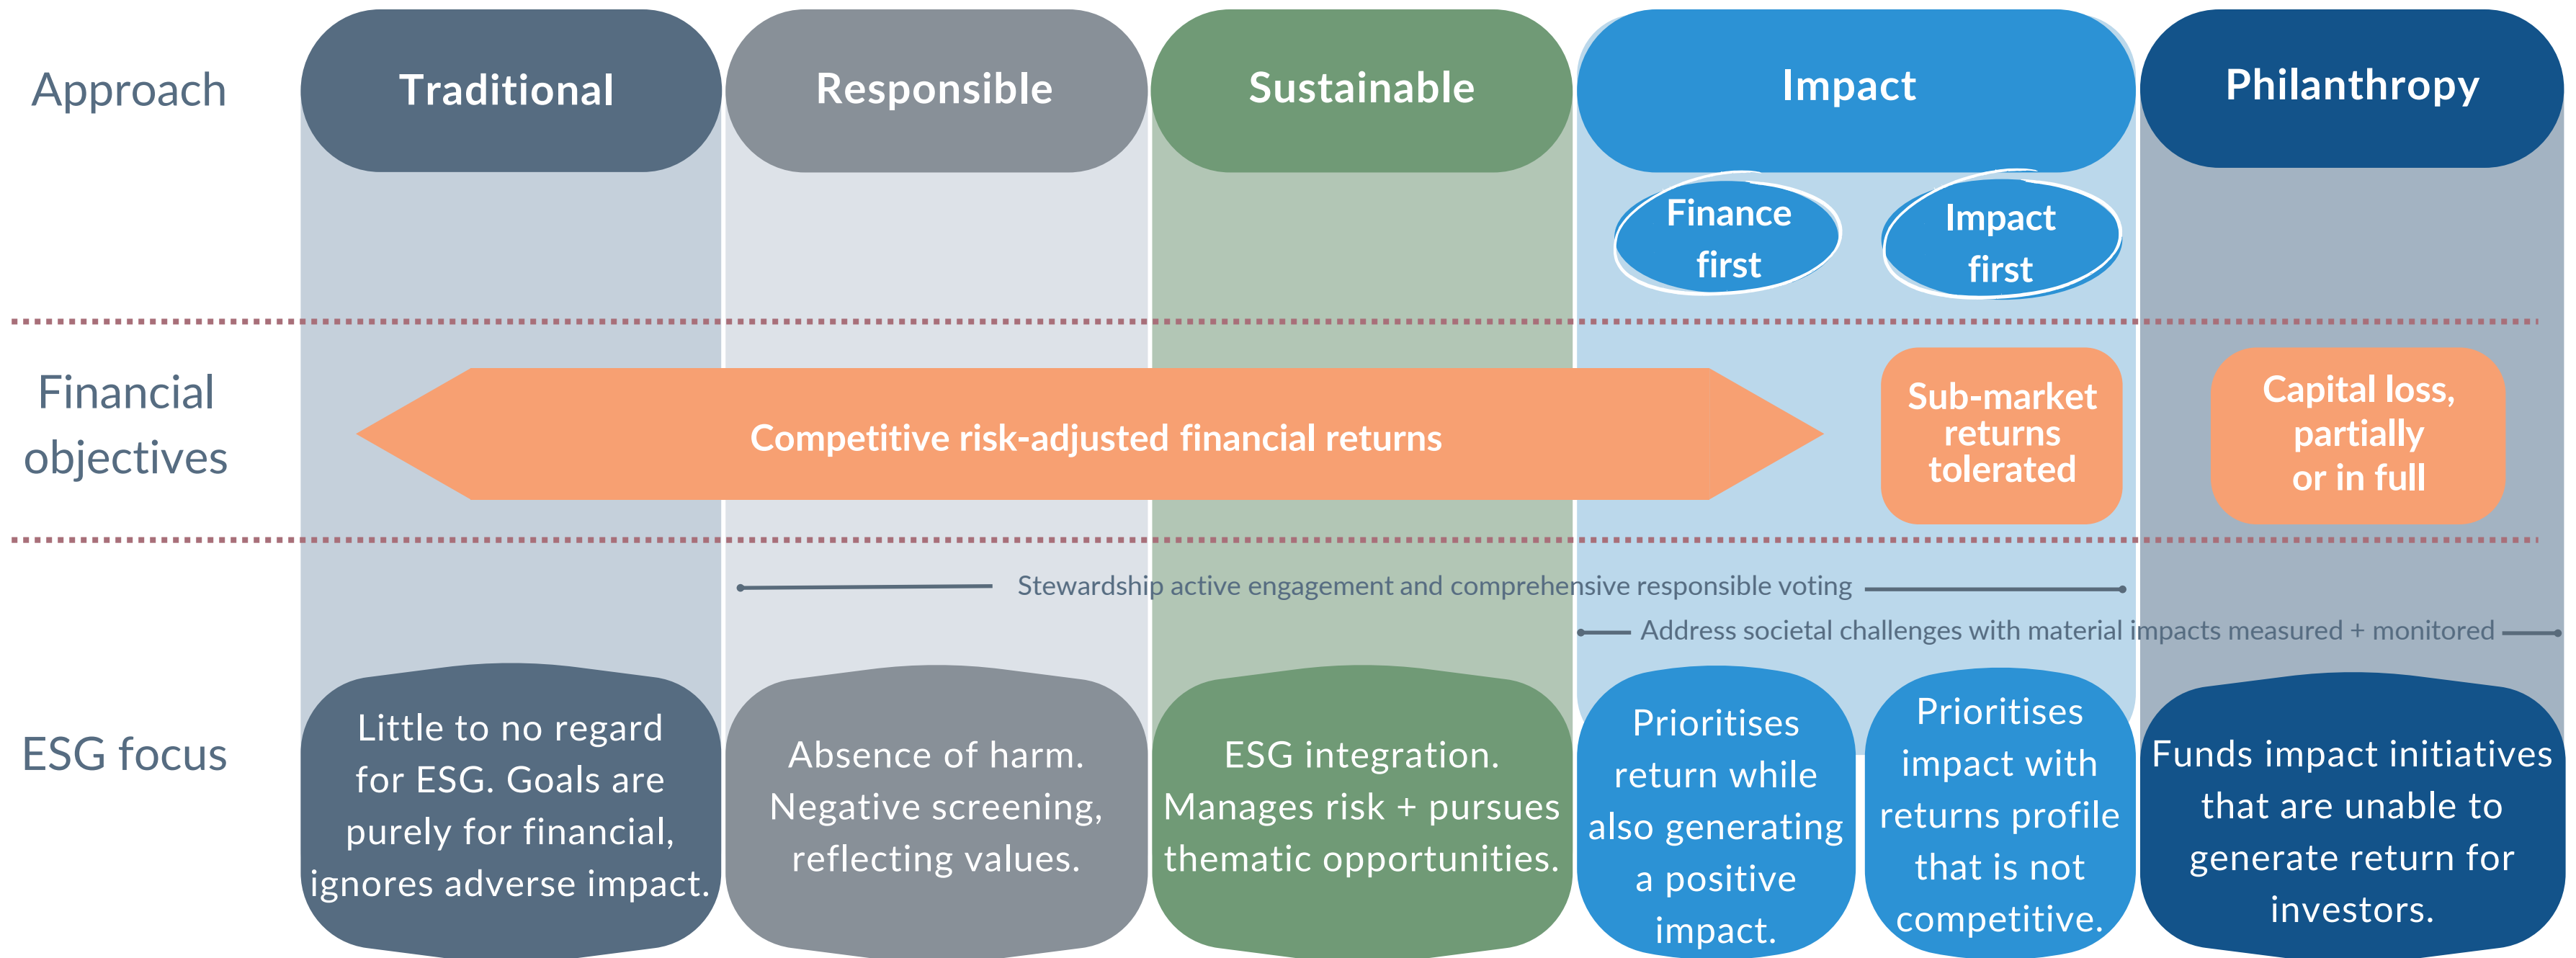 Approach
Traditional
Responsible
Sustainable
Impact
Philanthropy
Finance
first
Impact
first
Financial
objectives
Competitive risk-adjusted financial returns
Sub-market
returns
tolerated
Capital loss,
partially
or in full
Stewardship active engagement and comprehensive responsible voting
Address societal challenges with material impacts measured + monitored
ESG focus
Little to no regard
for ESG. Goals are
purely for financial,
ignores adverse impact.
Absence of harm.
Negative screening,
reflecting values.
ESG integration.
Manages risk + pursues
thematic opportunities.
Prioritises
return while
also generating
a positive
impact.
Prioritises
impact with
returns profile
that is not
competitive.
Funds impact initiatives
that are unable to
generate return for
investors.